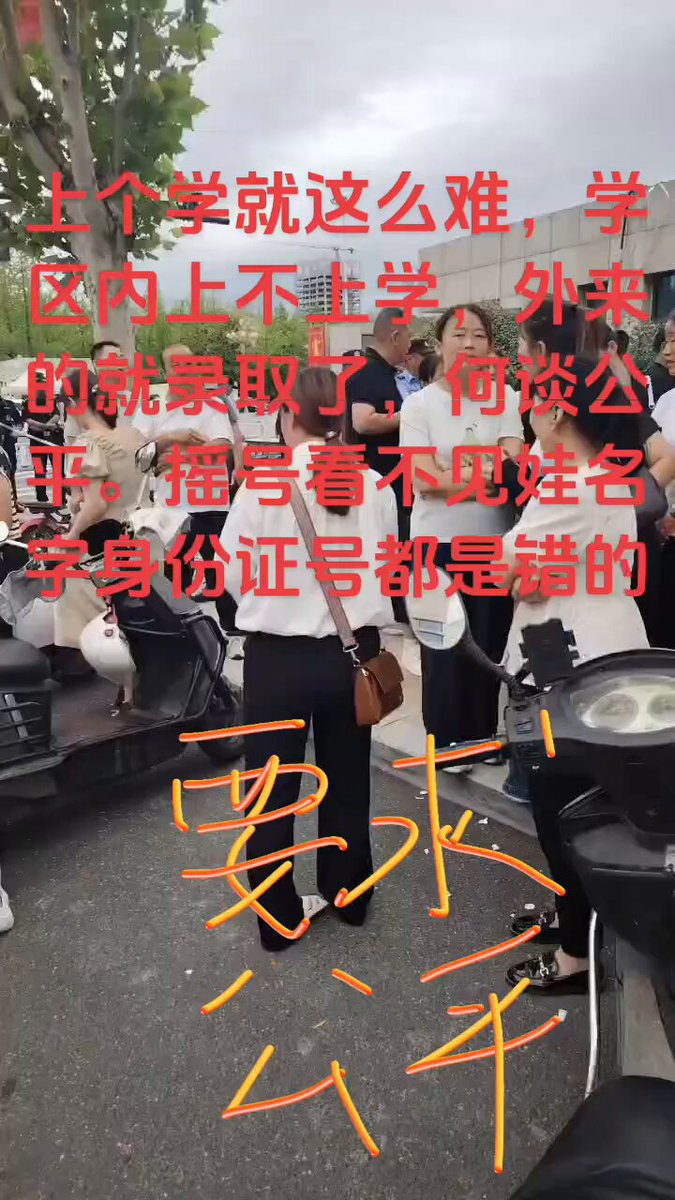 上个学就这么难，学
区内上不上学，外来
的就录取了，何谈公
平。摇号看不见娃名
字身份证号都是错的
要求
公平